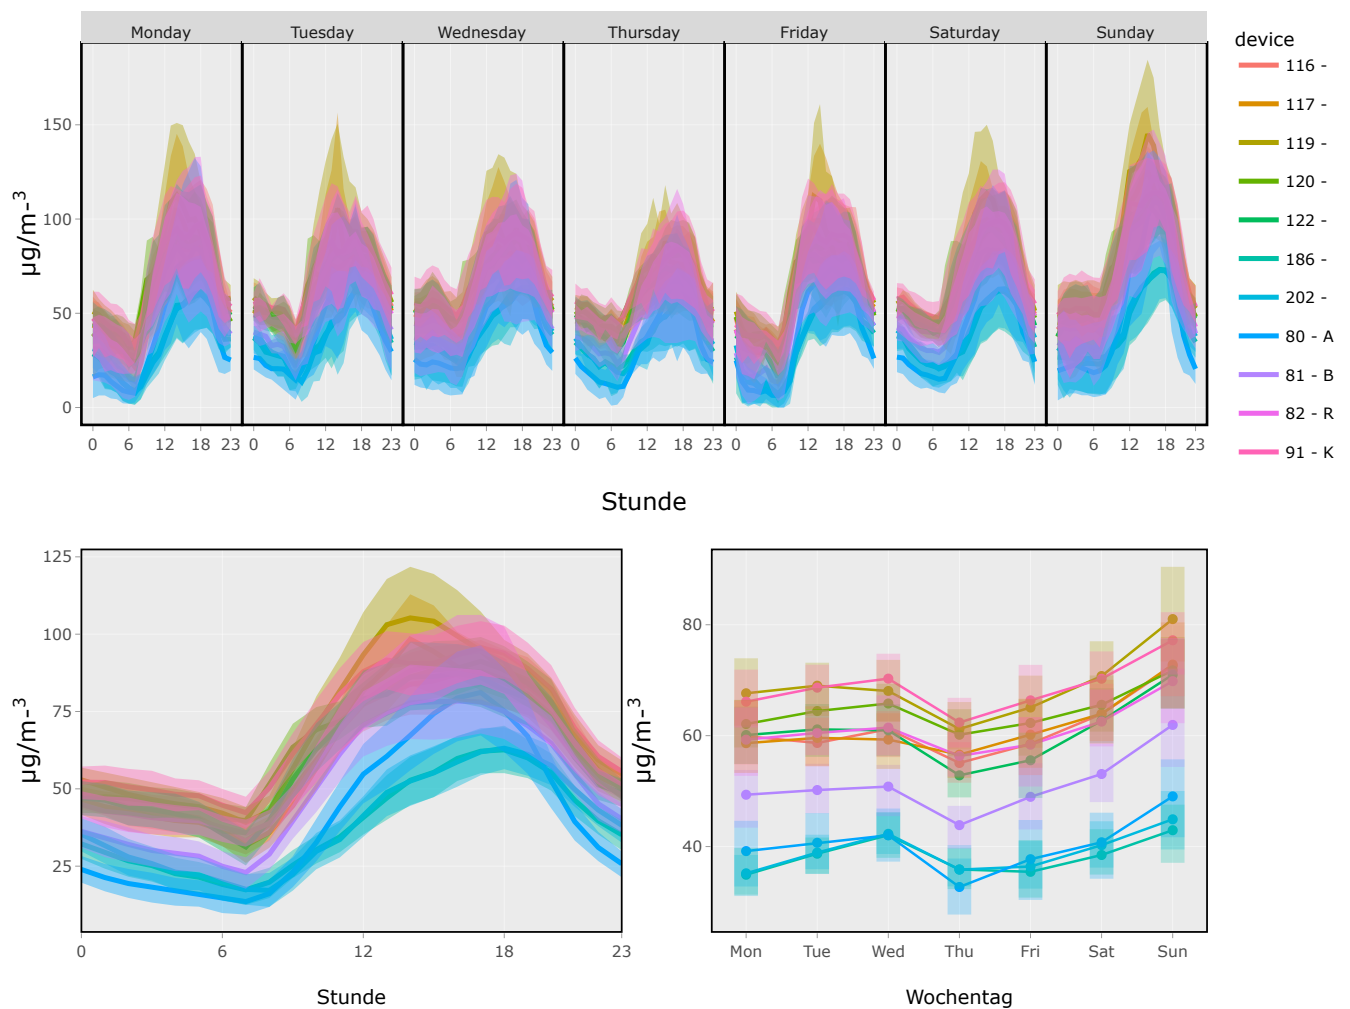 Monday Tuesday Wednesday Thursday Friday Saturday Sunday
150
100
50
0
µg/m-³
0 6 12 18 23 0 6 12 18 23 0 6 12 18 23 0 6 12 18 23 0 6 12 18 23 0 6 12 18 23 0 6 12 18 23
Stunde
device
116 -
117 -
119 -
120 -
122 -
186 -
202 -
80 - A
81 - B
82 - R
91 - K
125
100
75
50
25
µg/m-³
0 6 12 18 23
Stunde
80
60
40
µg/m-³
Mon Tue Wed Thu Fri Sat Sun
Wochentag